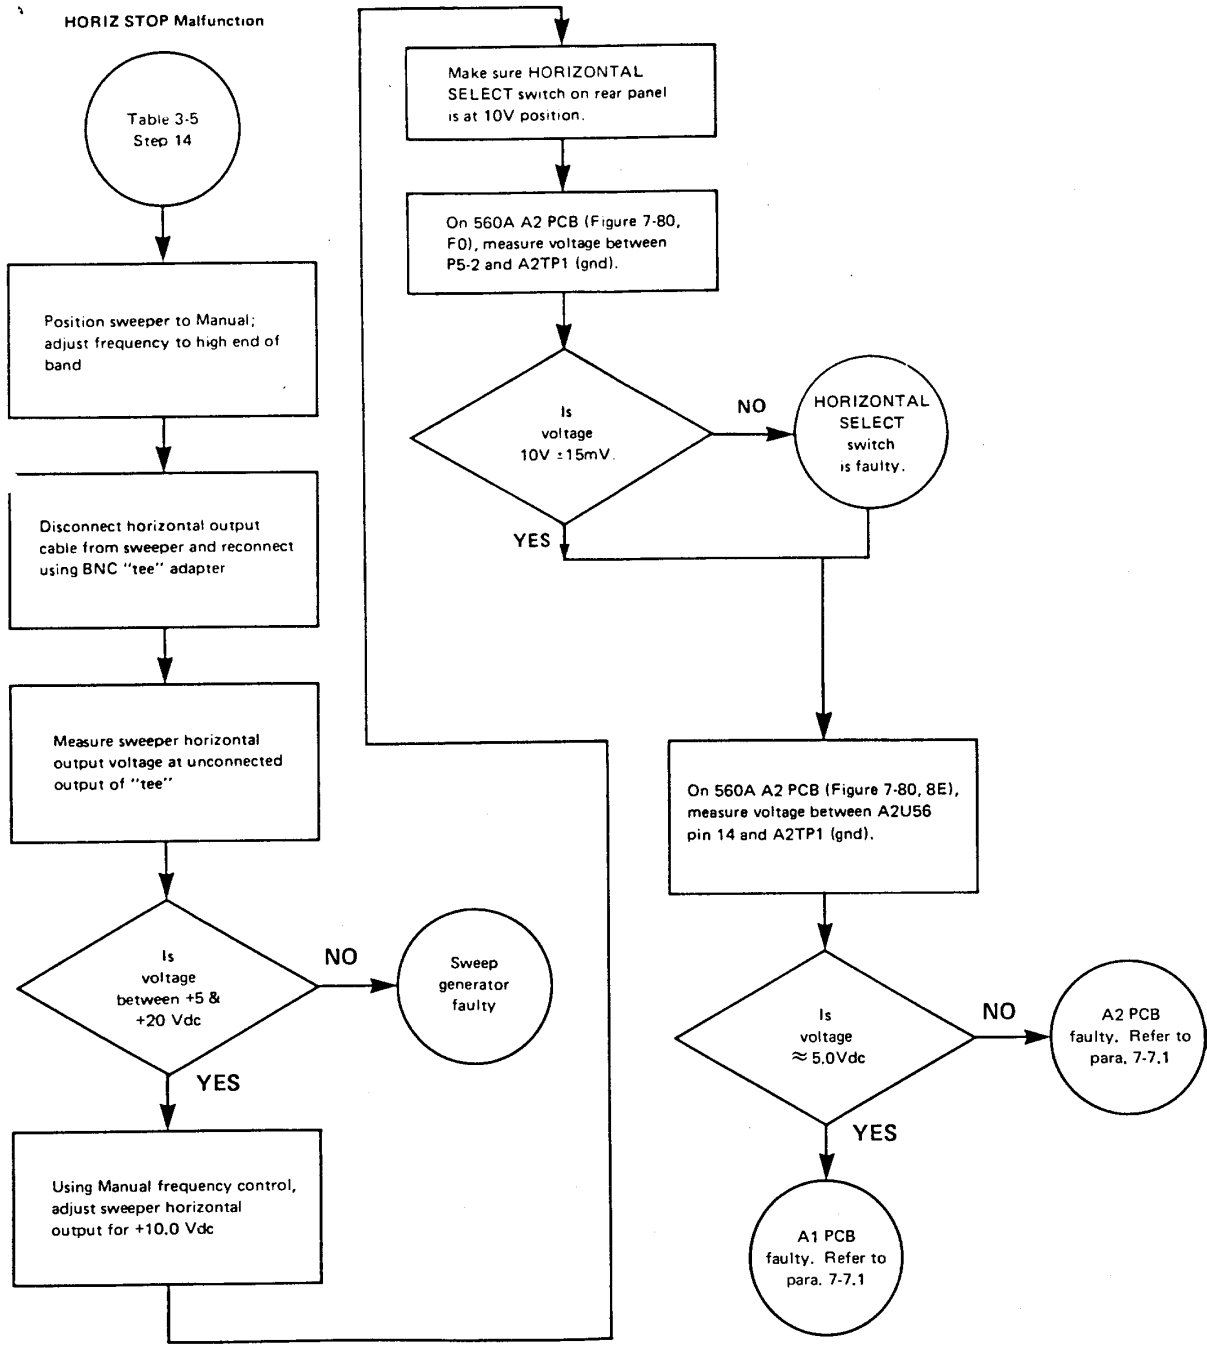 HORIZ STOP Malfunction
Table 3-5
Step 14
Position sweeper to Manual;
adjust frequency to high end of
band
Disconnect horizontal output
cable from sweeper and reconnect
using BNC "tee" adapter
Measure sweeper horizontal
output voltage at unconnected
output of "tee"
Is
voltage
between +5 &
+20 Vdc
NO
Sweep
generator
faulty
YES
Using Manual frequency control,
adjust sweeper horizontal
output for +10.0 Vdc
Make sure HORIZONTAL
SELECT switch on rear panel
is at 10V position.
On 560A A2 PCB (Figure 7-80,
F0), measure voltage between
P5-2 and A2TP1 (gnd).
Is
voltage
10V ±15mV.
NO
HORIZONTAL
SELECT
switch
is faulty.
YES
On 560A A2 PCB (Figure 7-80, 8E),
measure voltage between A2U56
pin 14 and A2TP1 (gnd).
Is
voltage
≈ 5.0Vdc
NO
A2 PCB
faulty. Refer to
para. 7-7.1
YES
A1 PCB
faulty. Refer to
para. 7-7.1